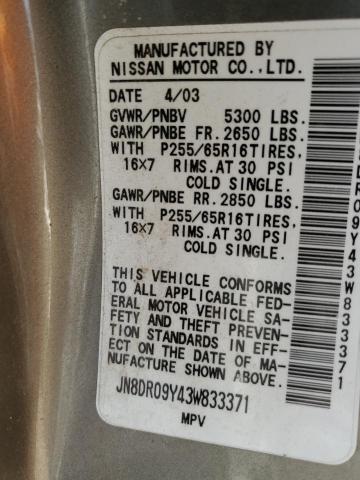 MANUFACTURED BY
NISSAN MOTOR CO.,LTD.
DATE 4/03
GVWR/PNBV 5300 LBS.
GAWR/PNBE FR. 2650 LBS.
WITH P255/65R16TIRES,
16X7 RIMS.AT 30 PSI
COLD SINGLE.
GAWR/PNBE RR. 2850 LBS.
WITH P255/65R16TIRES,
16X7 RIMS.AT 30 PSI
COLD SINGLE.
THIS VEHICLE CONFORMS
TO ALL APPLICABLE FED-
ERAL MOTOR VEHICLE SA-
FETY AND THEFT PREVEN-
TION STANDARDS IN EFF-
ECT ON THE DATE OF MA-
NUFACTURE SHOWN ABOVE.
JN8DR09Y43W833371
MPV